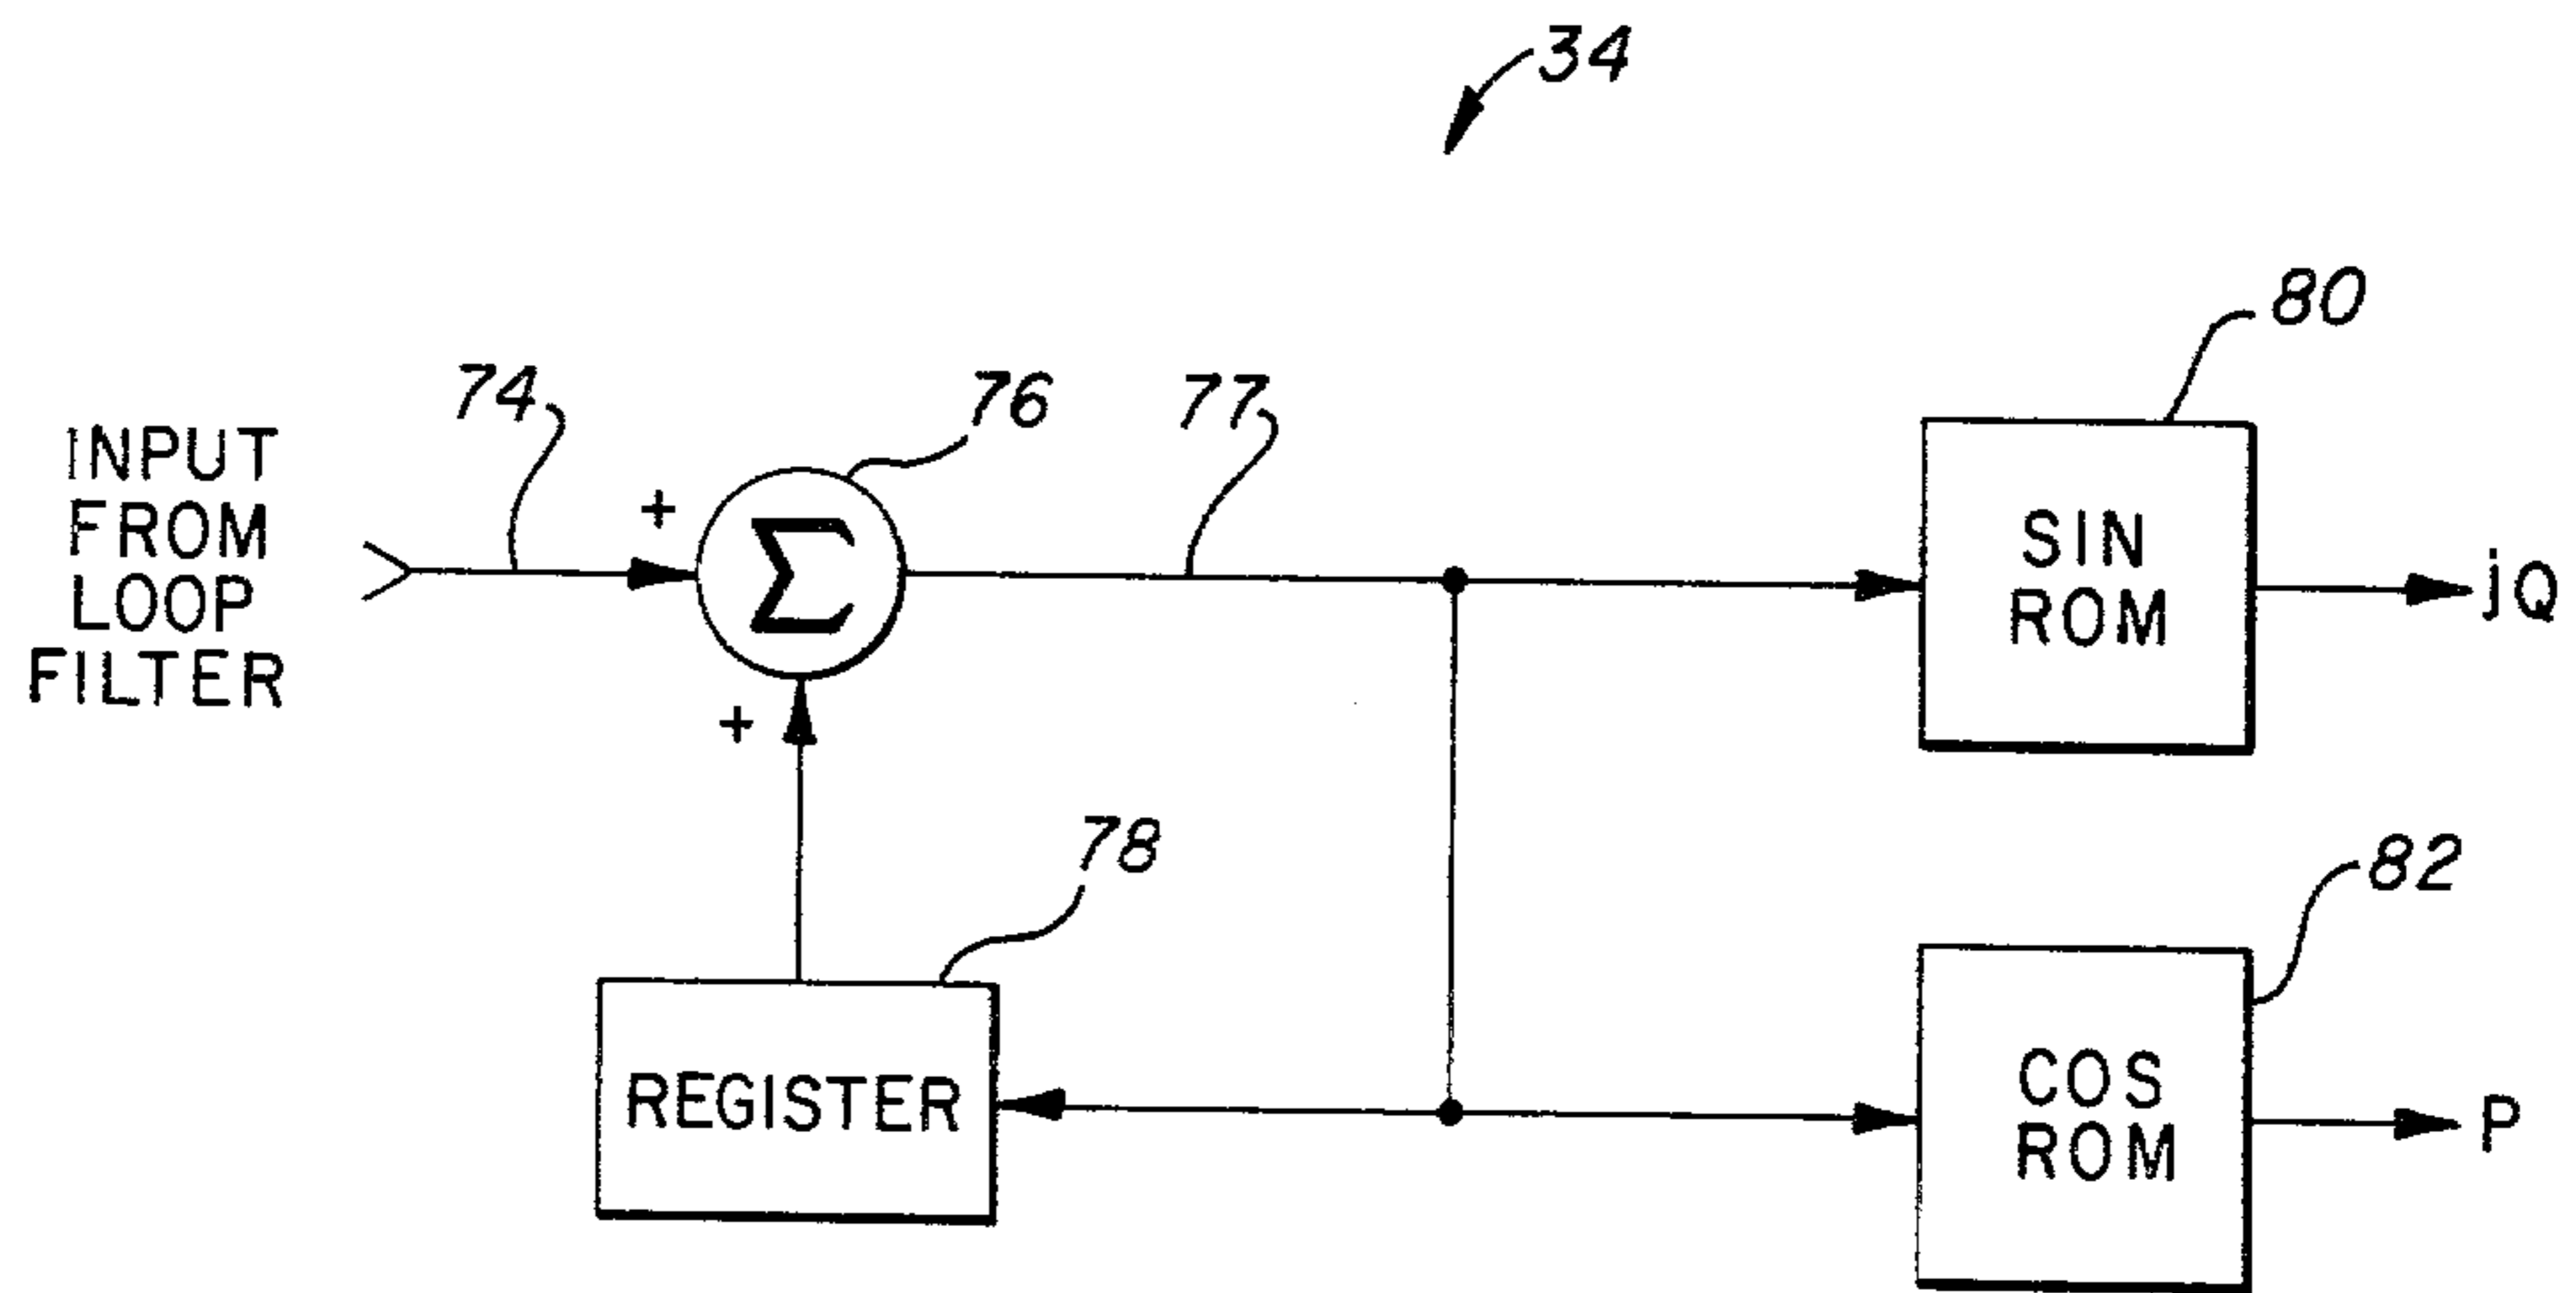 34
80
74
76
77
INPUT
FROM
LOOP
FILTER
+
Σ
+
SIN
ROM
jQ
78
82
REGISTER
COS
ROM
P